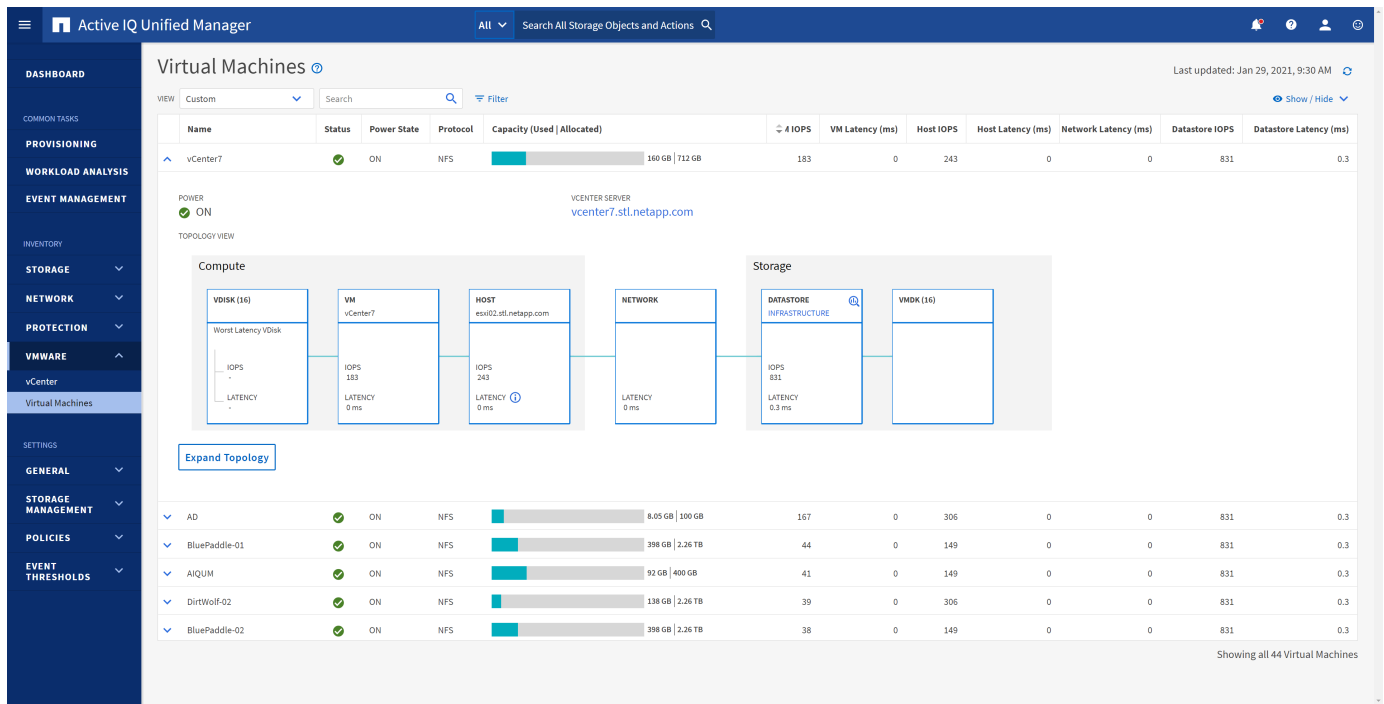 Active IQ Unified Manager
All
Search All Storage Objects and Actions
DASHBOARD
COMMON TASKS
PROVISIONING
WORKLOAD ANALYSIS
EVENT MANAGEMENT
INVENTORY
STORAGE
NETWORK
PROTECTION
VMWARE
vCenter
Virtual Machines
SETTINGS
GENERAL
STORAGE
MANAGEMENT
POLICIES
EVENT
THRESHOLDS
Virtual Machines
Last updated: Jan 29, 2021, 9:30 AM
VIEW Custom Search Filter Show / Hide
Name Status Power State Protocol Capacity (Used | Allocated) IOPS VM Latency (ms) Host IOPS Host Latency (ms) Network Latency (ms) Datastore IOPS Datastore Latency (ms)
vCenter7 ON NFS 160 GB | 712 GB 183 0 243 0 0 831 0.3
POWER
ON
VCENTER SERVER
vcenter7.stl.netapp.com
TOPOLOGY VIEW
Compute
VDISK (16)
Worst Latency VDisk
IOPS
-
LATENCY
-
VM
vCenter7
IOPS
183
LATENCY
0 ms
HOST
esxi02.stl.netapp.com
IOPS
243
LATENCY
0 ms
NETWORK
LATENCY
0 ms
Storage
DATASTORE
INFRASTRUCTURE
IOPS
831
LATENCY
0.3 ms
VMDK (16)
Expand Topology
AD ON NFS 8.05 GB | 100 GB 167 0 306 0 0 831 0.3
BluePaddle-01 ON NFS 398 GB | 2.26 TB 44 0 149 0 0 831 0.3
AIQUM ON NFS 92 GB | 400 GB 41 0 149 0 0 831 0.3
DirtWolf-02 ON NFS 138 GB | 2.26 TB 39 0 306 0 0 831 0.3
BluePaddle-02 ON NFS 398 GB | 2.26 TB 38 0 149 0 0 831 0.3
Showing all 44 Virtual Machines